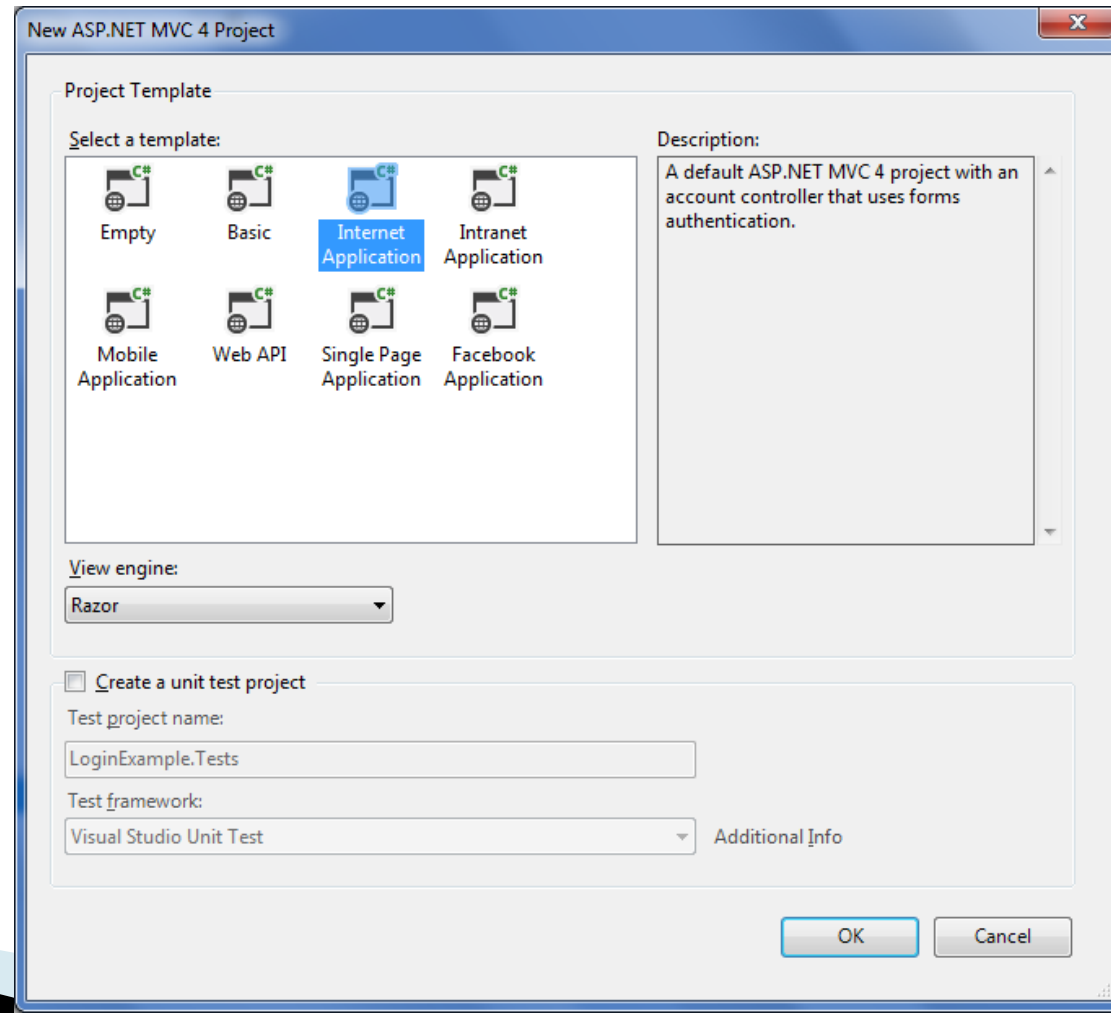 New ASP.NET MVC 4 Project
Project Template
Select a template:
Description:
C# C# C# C#
Empty Basic Internet Application Intranet Application
C# C# C# C#
Mobile Application Web API Single Page Application Facebook Application
A default ASP.NET MVC 4 project with an
account controller that uses forms
authentication.
View engine:
Razor
Create a unit test project
Test project name:
LoginExample.Tests
Test framework:
Visual Studio Unit Test
Additional Info
OK
Cancel